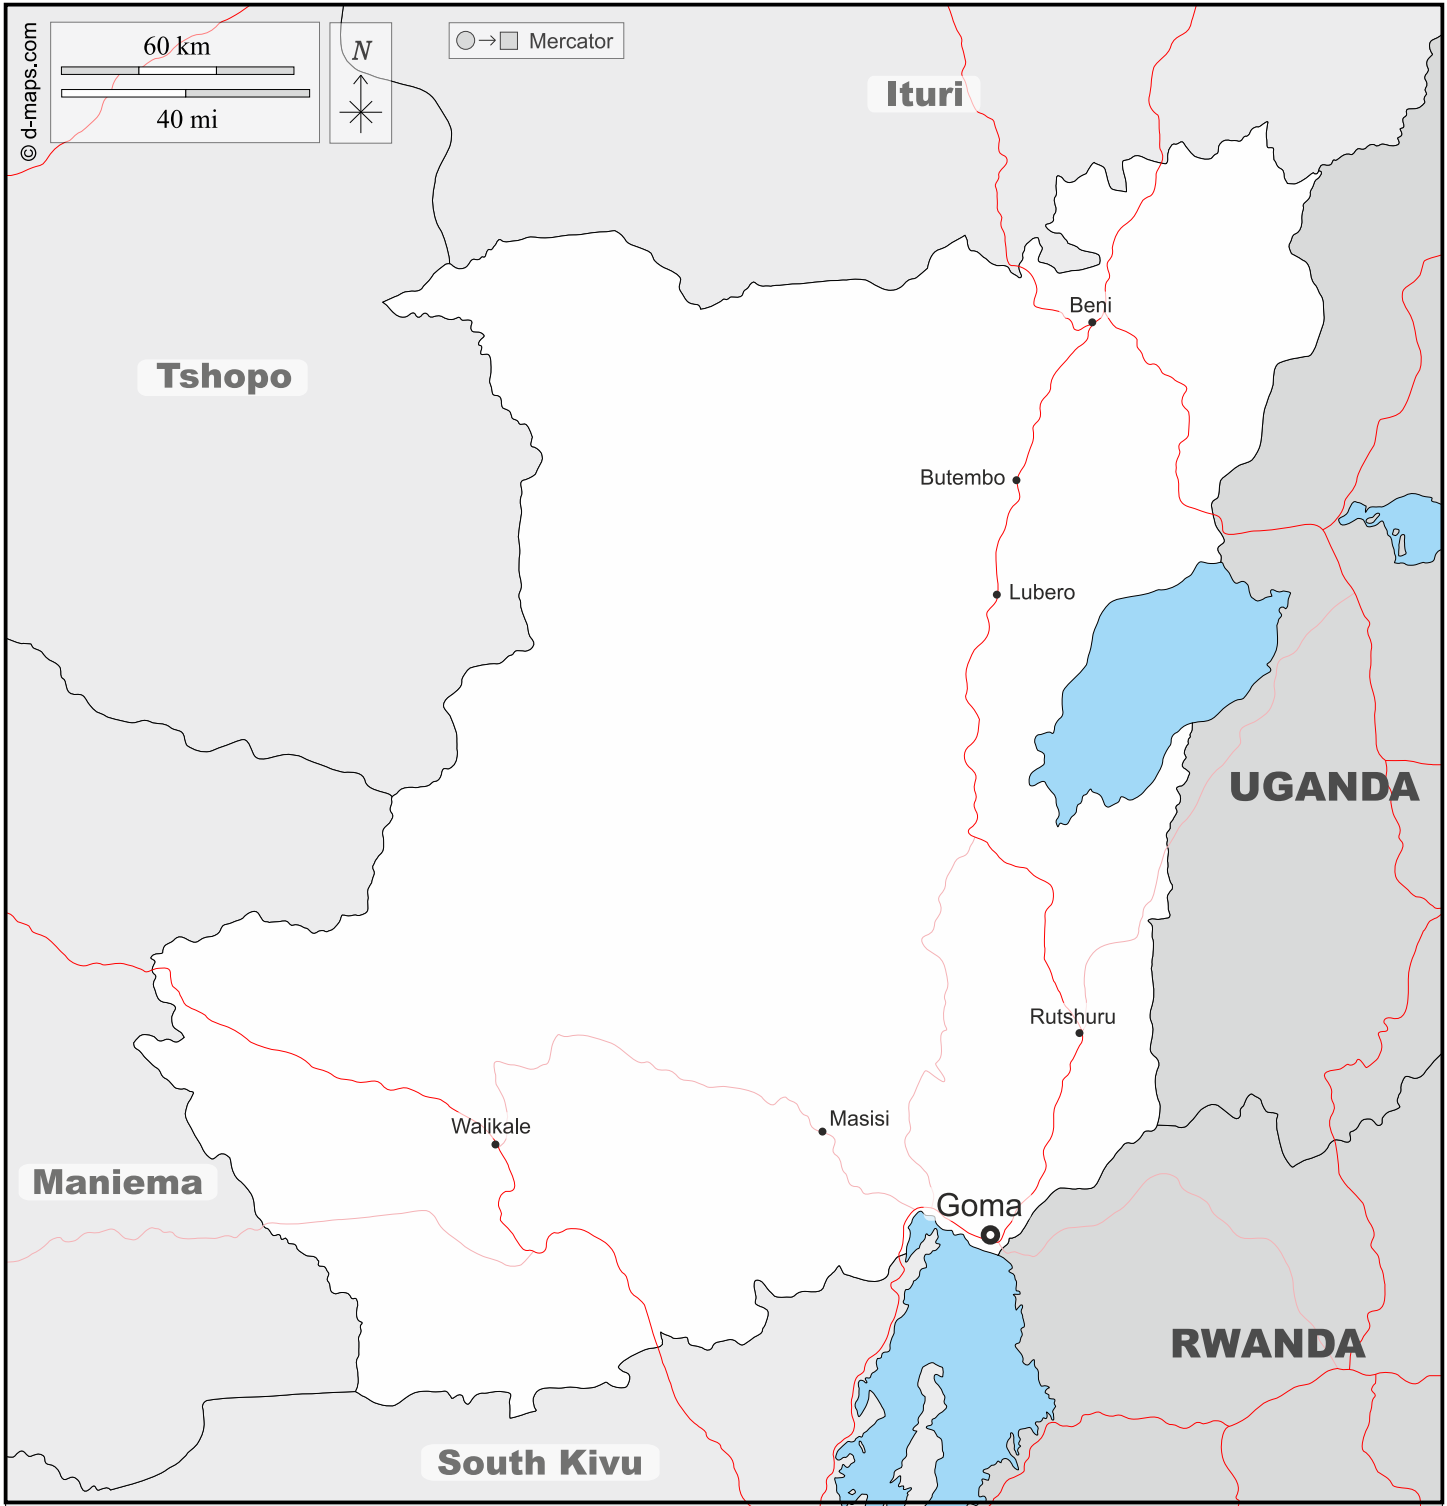 © d-maps.com
60 km
40 mi
N
Mercator
Ituri
Beni
Tshopo
Butembo
Lubero
UGANDA
Rutshuru
Masisi
Walikale
Maniema
Goma
RWANDA
South Kivu